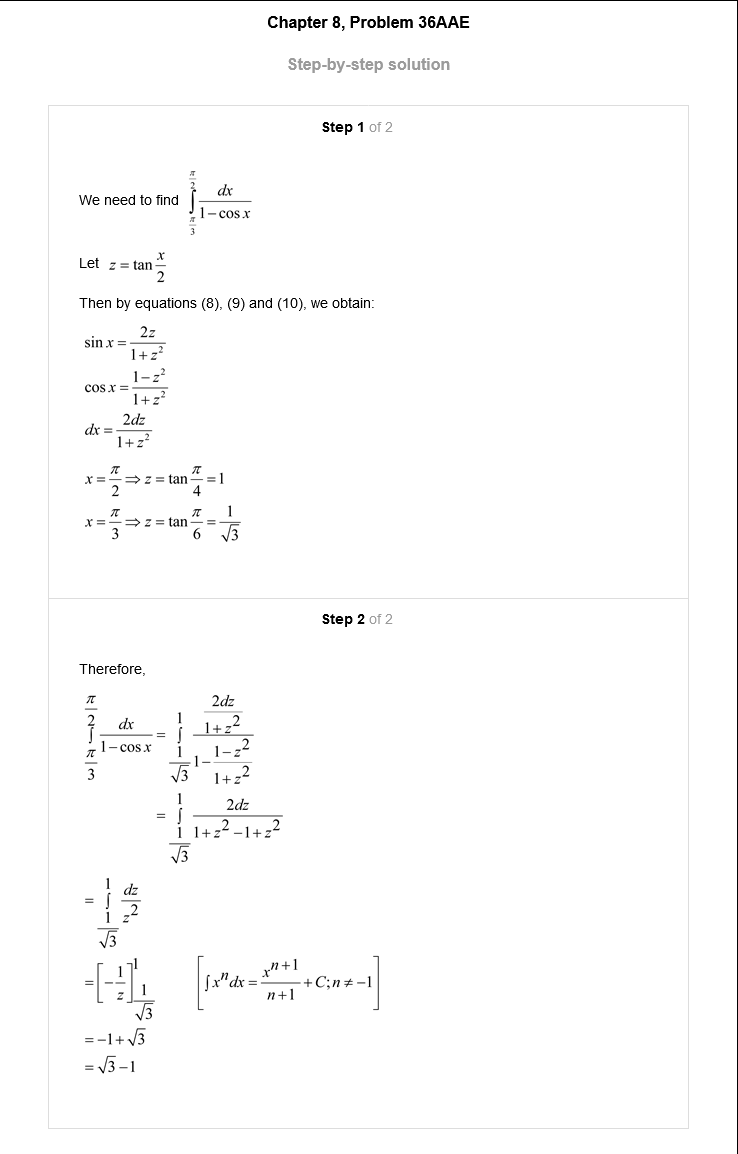 Chapter 8, Problem 36AAE
Step-by-step solution
Step 1 of 2
We need to find \int_{\frac{\pi}{3}}^{\frac{\pi}{2}} \frac{dx}{1-\cos x}
Let z = \tan \frac{x}{2}
Then by equations (8), (9) and (10), we obtain:
\sin x = \frac{2z}{1+z^2}
\cos x = \frac{1-z^2}{1+z^2}
dx = \frac{2dz}{1+z^2}
x = \frac{\pi}{2} \Rightarrow z = \tan \frac{\pi}{4} = 1
x = \frac{\pi}{3} \Rightarrow z = \tan \frac{\pi}{6} = \frac{1}{\sqrt{3}}
Step 2 of 2
Therefore,
\int_{\frac{\pi}{3}}^{\frac{\pi}{2}} \frac{dx}{1-\cos x} = \int_{\frac{1}{\sqrt{3}}}^{1} \frac{\frac{2dz}{1+z^2}}{1-\frac{1-z^2}{1+z^2}}
= \int_{\frac{1}{\sqrt{3}}}^{1} \frac{2dz}{1+z^2-1+z^2}
= \int_{\frac{1}{\sqrt{3}}}^{1} \frac{dz}{z^2}
= \left[-\frac{1}{z}\right]_{\frac{1}{\sqrt{3}}}^{1} \left[\int x^n dx = \frac{x^{n+1}}{n+1} + C; n \neq -1\right]
= -1+\sqrt{3}
= \sqrt{3}-1